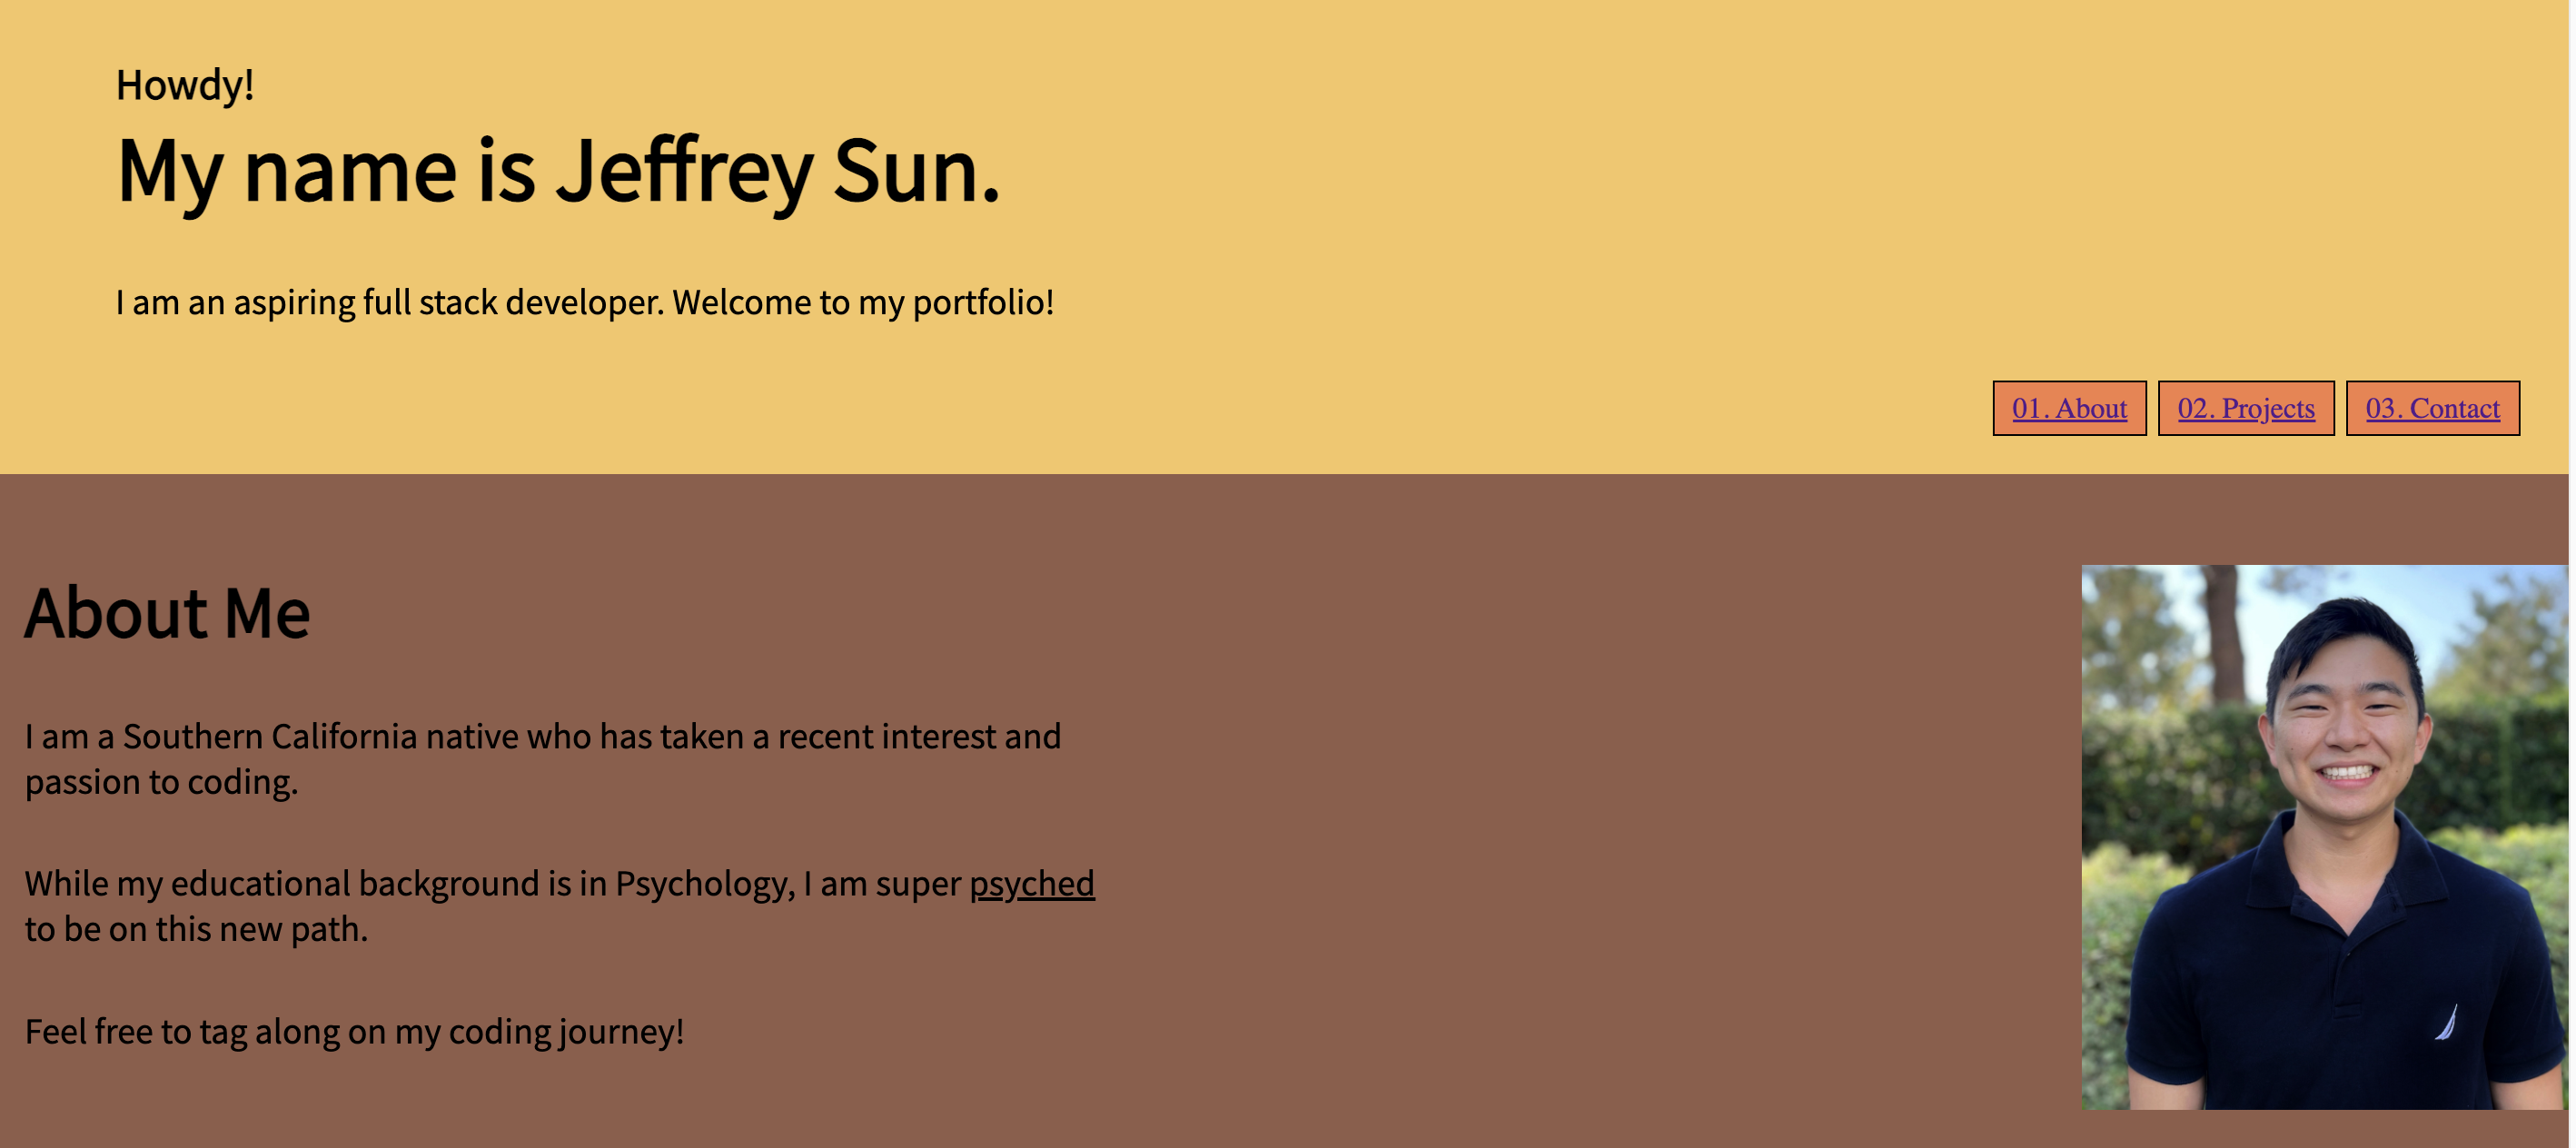 Howdy!
My name is Jeffrey Sun.
I am an aspiring full stack developer. Welcome to my portfolio!
01. About 02. Projects 03. Contact
About Me
I am a Southern California native who has taken a recent interest and
passion to coding.
While my educational background is in Psychology, I am super psyched
to be on this new path.
Feel free to tag along on my coding journey!